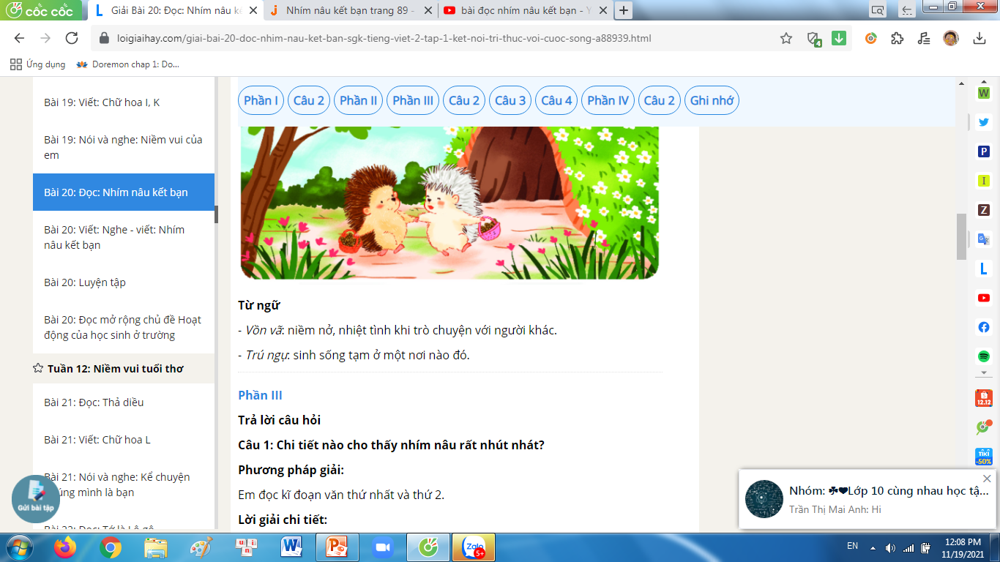 cốc cốc
Giải Bài 20: Đọc: Nhím nâu kế
Nhím nâu kết bạn trang 89 -
bài đọc nhím nâu kết bạn - Y
loigiaihay.com/giai-bai-20-doc-nhim-nau-ket-ban-sgk-tieng-viet-2-tap-1-ket-noi-tri-thuc-voi-cuoc-song-a88939.html
4
Ứng dụng
Doremon chap 1: Do...
Bài 19: Viết: Chữ hoa I, K
Bài 19: Nói và nghe: Niềm vui của
em
Bài 20: Đọc: Nhím nâu kết bạn
Bài 20: Viết: Nghe - viết: Nhím
nâu kết bạn
Bài 20: Luyện tập
Bài 20: Đọc mở rộng chủ đề Hoạt
động của học sinh ở trường
Tuần 12: Niềm vui tuổi thơ
Bài 21: Đọc: Thả diều
Bài 21: Viết: Chữ hoa L
Bài 21: Nói và nghe: Kể chuyện
úng mình là bạn
Bài 22: Đọc: Tớ là Lê-gô
Gửi bài tập
Phần I
Câu 2
Phần II
Phần III
Câu 2
Câu 3
Câu 4
Phần IV
Câu 2
Ghi nhớ
Từ ngữ
- Vồn vã: niềm nở, nhiệt tình khi trò chuyện với người khác.
- Trú ngụ: sinh sống tạm ở một nơi nào đó.
Phần III
Trả lời câu hỏi
Câu 1: Chi tiết nào cho thấy nhím nâu rất nhút nhát?
Phương pháp giải:
Em đọc kĩ đoạn văn thứ nhất và thứ 2.
Lời giải chi tiết:
W
P
I
Z
L
12.12
TIKI
-50%
Nhóm: ☘❤Lớp 10 cùng nhau học tậ...
Trần Thị Mai Anh: Hi
Zalo
5+
EN
12:08 PM
11/19/2021